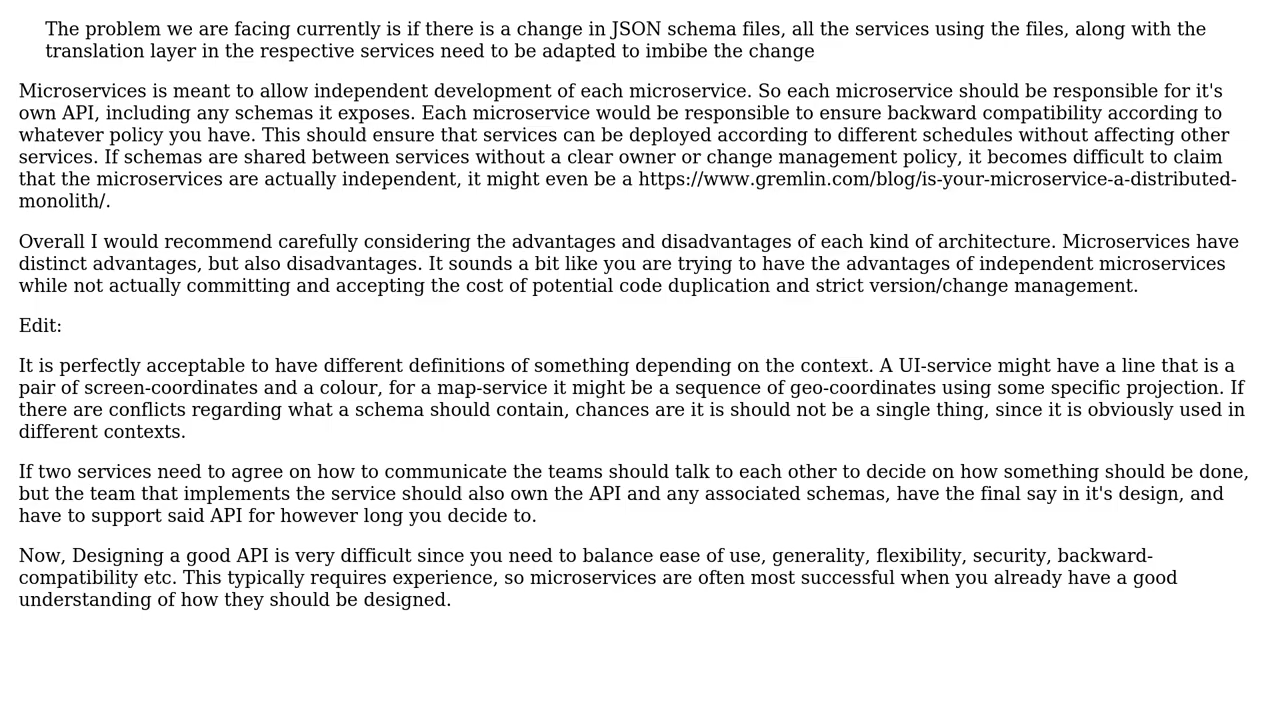 The problem we are facing currently is if there is a change in JSON schema files, all the services using the files, along with the
translation layer in the respective services need to be adapted to imbibe the change
Microservices is meant to allow independent development of each microservice. So each microservice should be responsible for it's
own API, including any schemas it exposes. Each microservice would be responsible to ensure backward compatibility according to
whatever policy you have. This should ensure that services can be deployed according to different schedules without affecting other
services. If schemas are shared between services without a clear owner or change management policy, it becomes difficult to claim
that the microservices are actually independent, it might even be a https://www.gremlin.com/blog/is-your-microservice-a-distributed-
monolith/.
Overall I would recommend carefully considering the advantages and disadvantages of each kind of architecture. Microservices have
distinct advantages, but also disadvantages. It sounds a bit like you are trying to have the advantages of independent microservices
while not actually committing and accepting the cost of potential code duplication and strict version/change management.
Edit:
It is perfectly acceptable to have different definitions of something depending on the context. A UI-service might have a line that is a
pair of screen-coordinates and a colour, for a map-service it might be a sequence of geo-coordinates using some specific projection. If
there are conflicts regarding what a schema should contain, chances are it is should not be a single thing, since it is obviously used in
different contexts.
If two services need to agree on how to communicate the teams should talk to each other to decide on how something should be done,
but the team that implements the service should also own the API and any associated schemas, have the final say in it's design, and
have to support said API for however long you decide to.
Now, Designing a good API is very difficult since you need to balance ease of use, generality, flexibility, security, backward-
compatibility etc. This typically requires experience, so microservices are often most successful when you already have a good
understanding of how they should be designed.